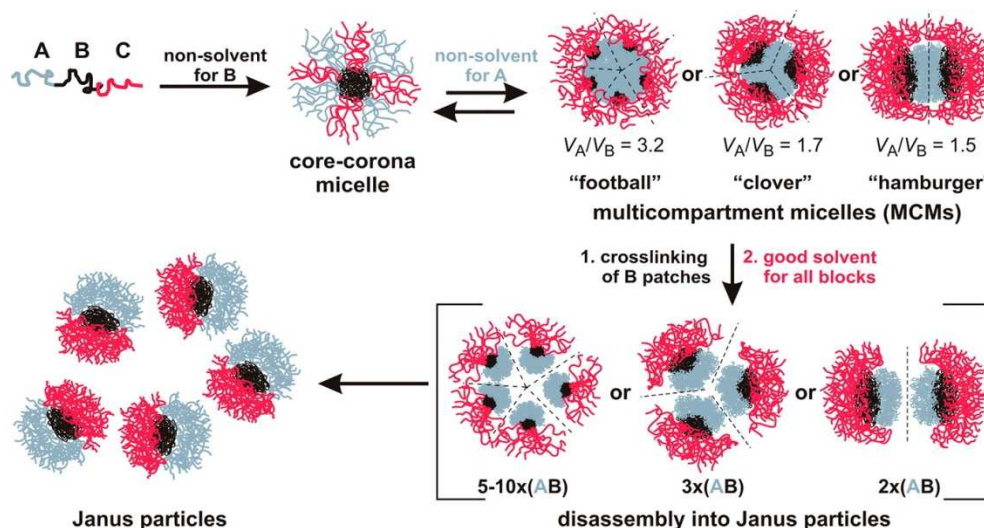 A B C
non-solvent
for B
core-corona
micelle
non-solvent
for A
or
or
V_A/V_B = 3.2
V_A/V_B = 1.7
V_A/V_B = 1.5
“football”
“clover”
“hamburger”
multicompartment micelles (MCMs)
1. crosslinking
of B patches
2. good solvent
for all blocks
or
or
5-10x(AB)
3x(AB)
2x(AB)
disassembly into Janus particles
Janus particles